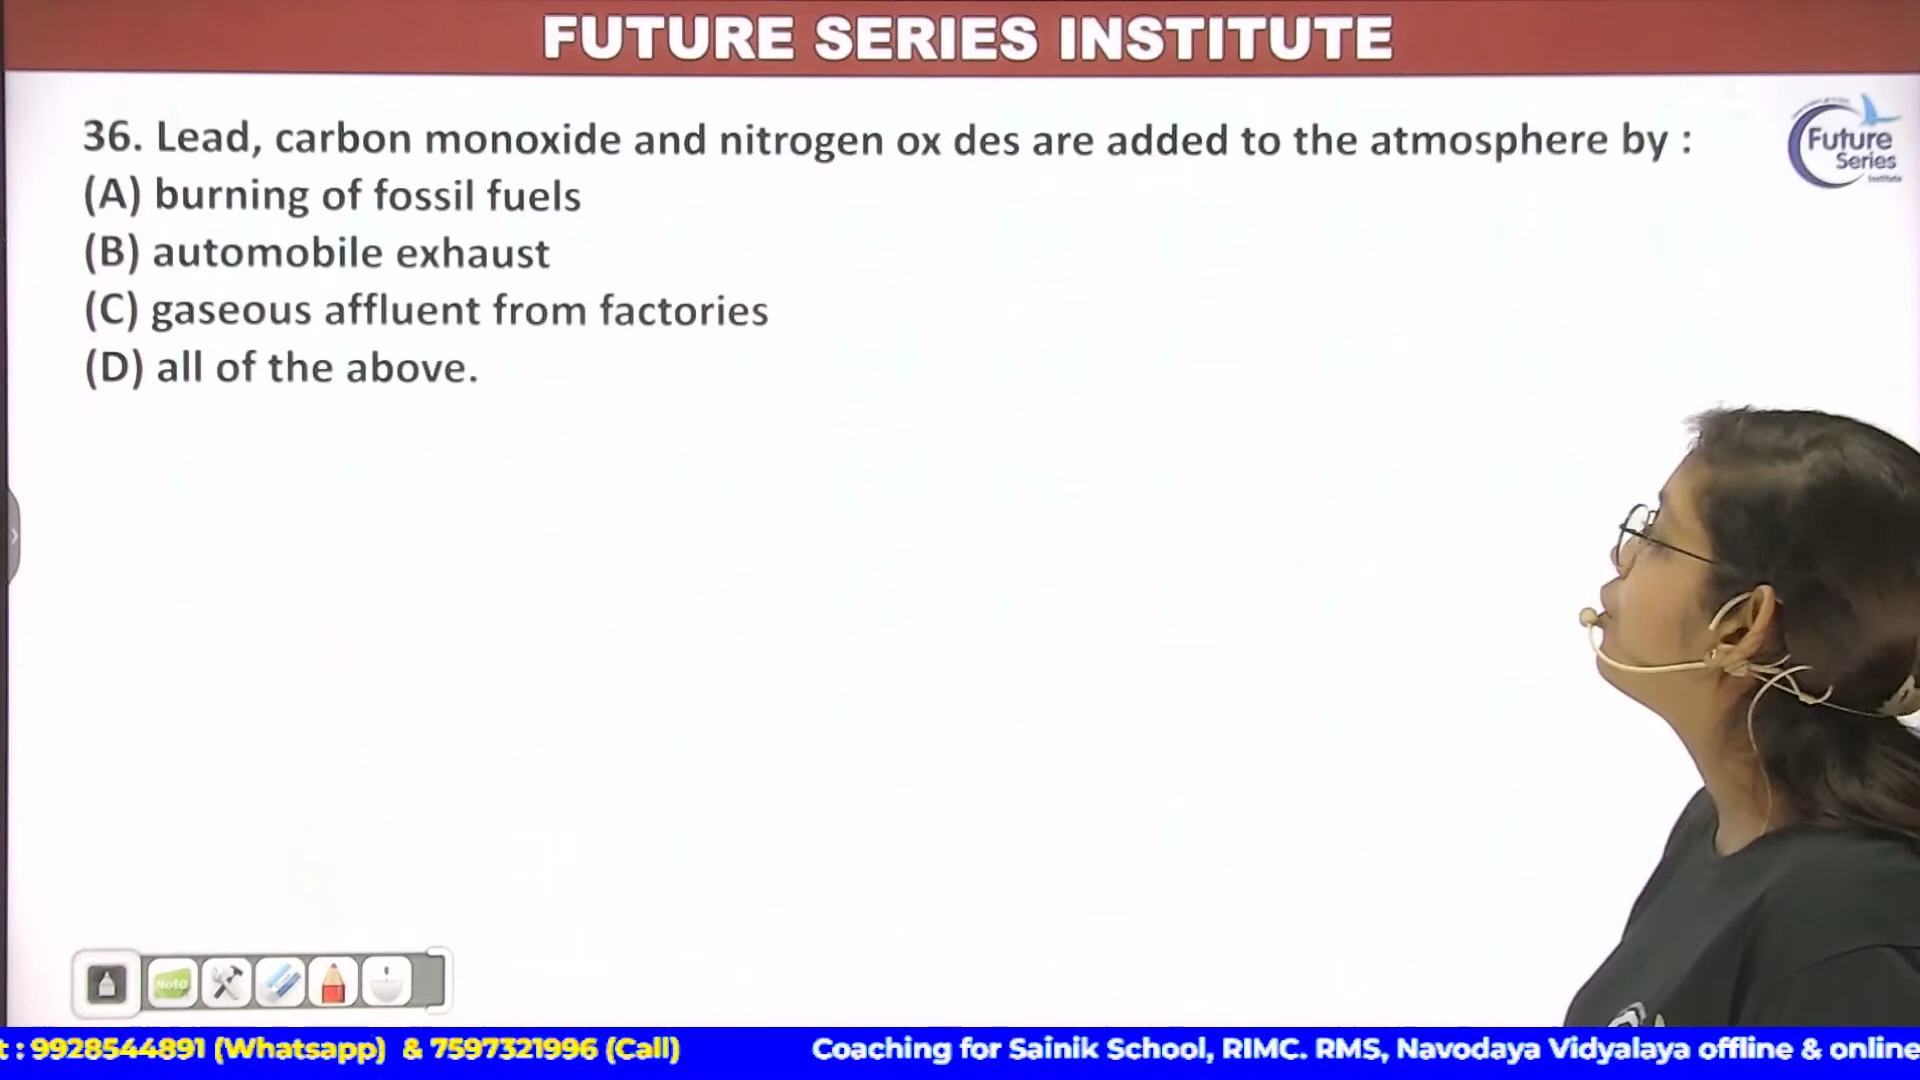 FUTURE SERIES INSTITUTE
36. Lead, carbon monoxide and nitrogen ox des are added to the atmosphere by :
(A) burning of fossil fuels
(B) automobile exhaust
(C) gaseous affluent from factories
(D) all of the above.
Future
Series
Institute
Note
t : 9928544891 (Whatsapp) & 7597321996 (Call) Coaching for Sainik School, RIMC. RMS, Navodaya Vidyalaya offline & online